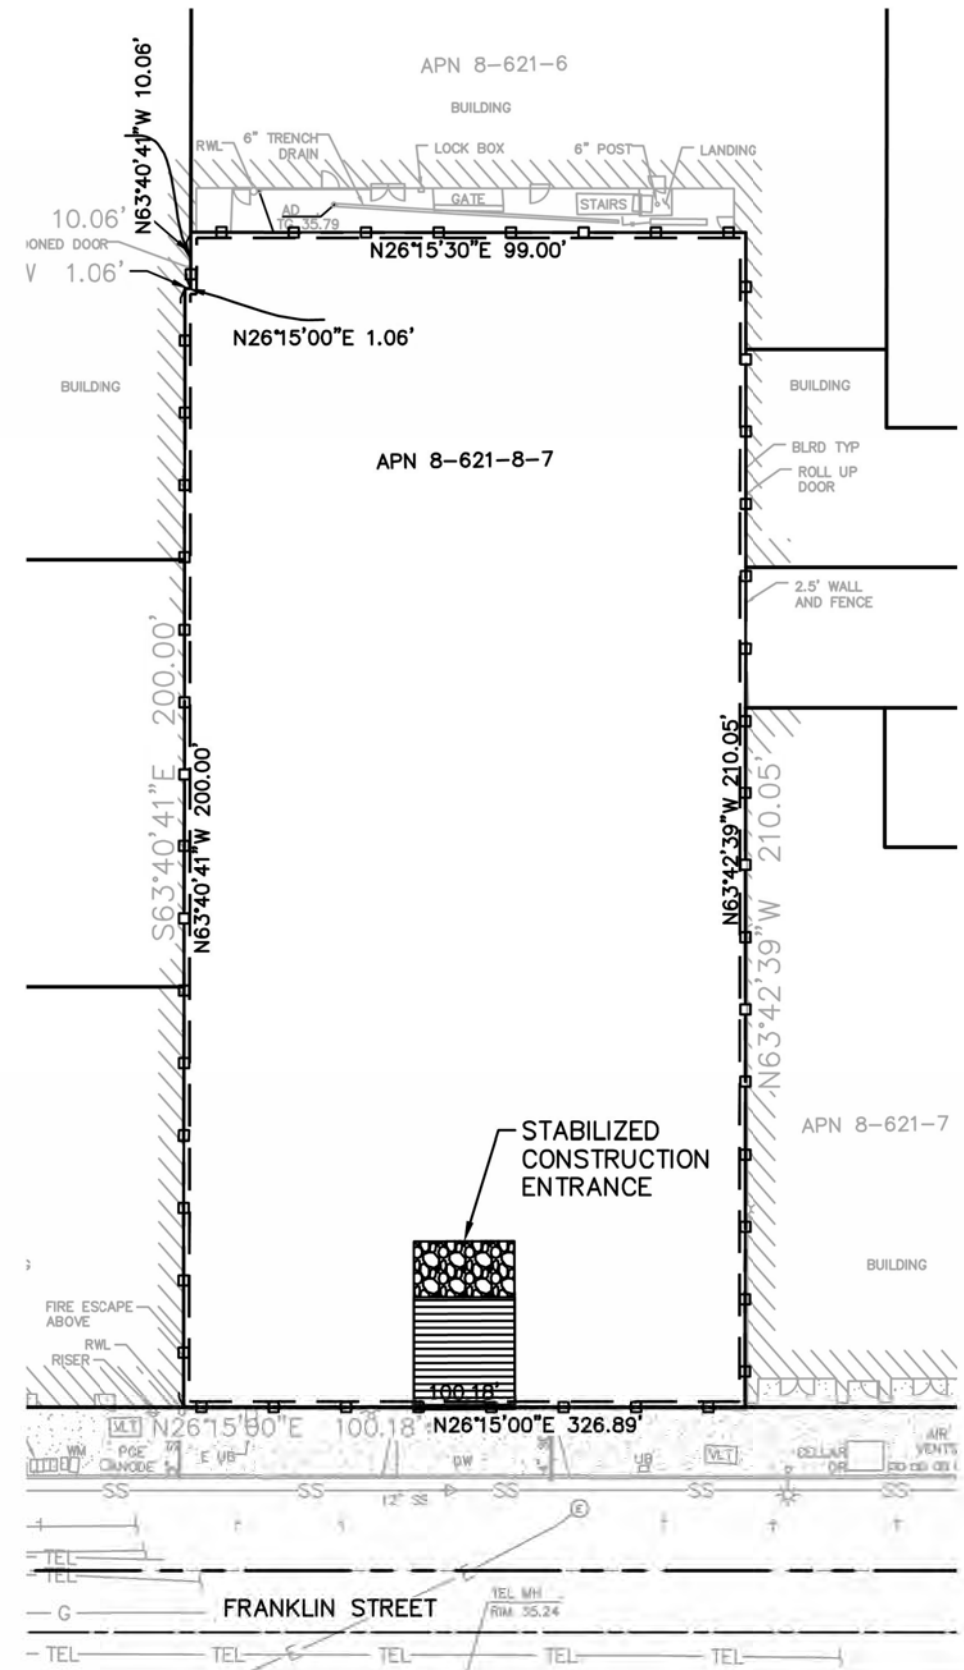 N63°40'41"W 10.06'
APN 8-621-6
BUILDING
RWL
6" TRENCH
DRAIN
LOCK BOX
6" POST
LANDING
GATE
STAIRS
AD
TG 35.79
10.06'
ONED DOOR
1.06'
N26°15'30"E 99.00'
N26°15'00"E 1.06'
BUILDING
BUILDING
APN 8-621-8-7
BLRD TYP
ROLL UP
DOOR
2.5' WALL
AND FENCE
S63°40'41"E 200.00'
N63°40'41"W 200.00'
N63°42'39"W 210.05'
N63°42'39"W 210.05'
STABILIZED
CONSTRUCTION
ENTRANCE
APN 8-621-7
BUILDING
FIRE ESCAPE
ABOVE
RWL
RISER
100.18'
N26°15'00"E 100.18'
N26°15'00"E 326.89'
VLT
WM
PGE
ANODE
E UB
DW
UB
VLT
CELLAR
DR
AIR
VENTS
SS SS SS SS SS
12" SS
E
TEL
TEL
E
G
FRANKLIN STREET
TEL MH
RIM 35.24
TEL TEL E TEL TEL TEL